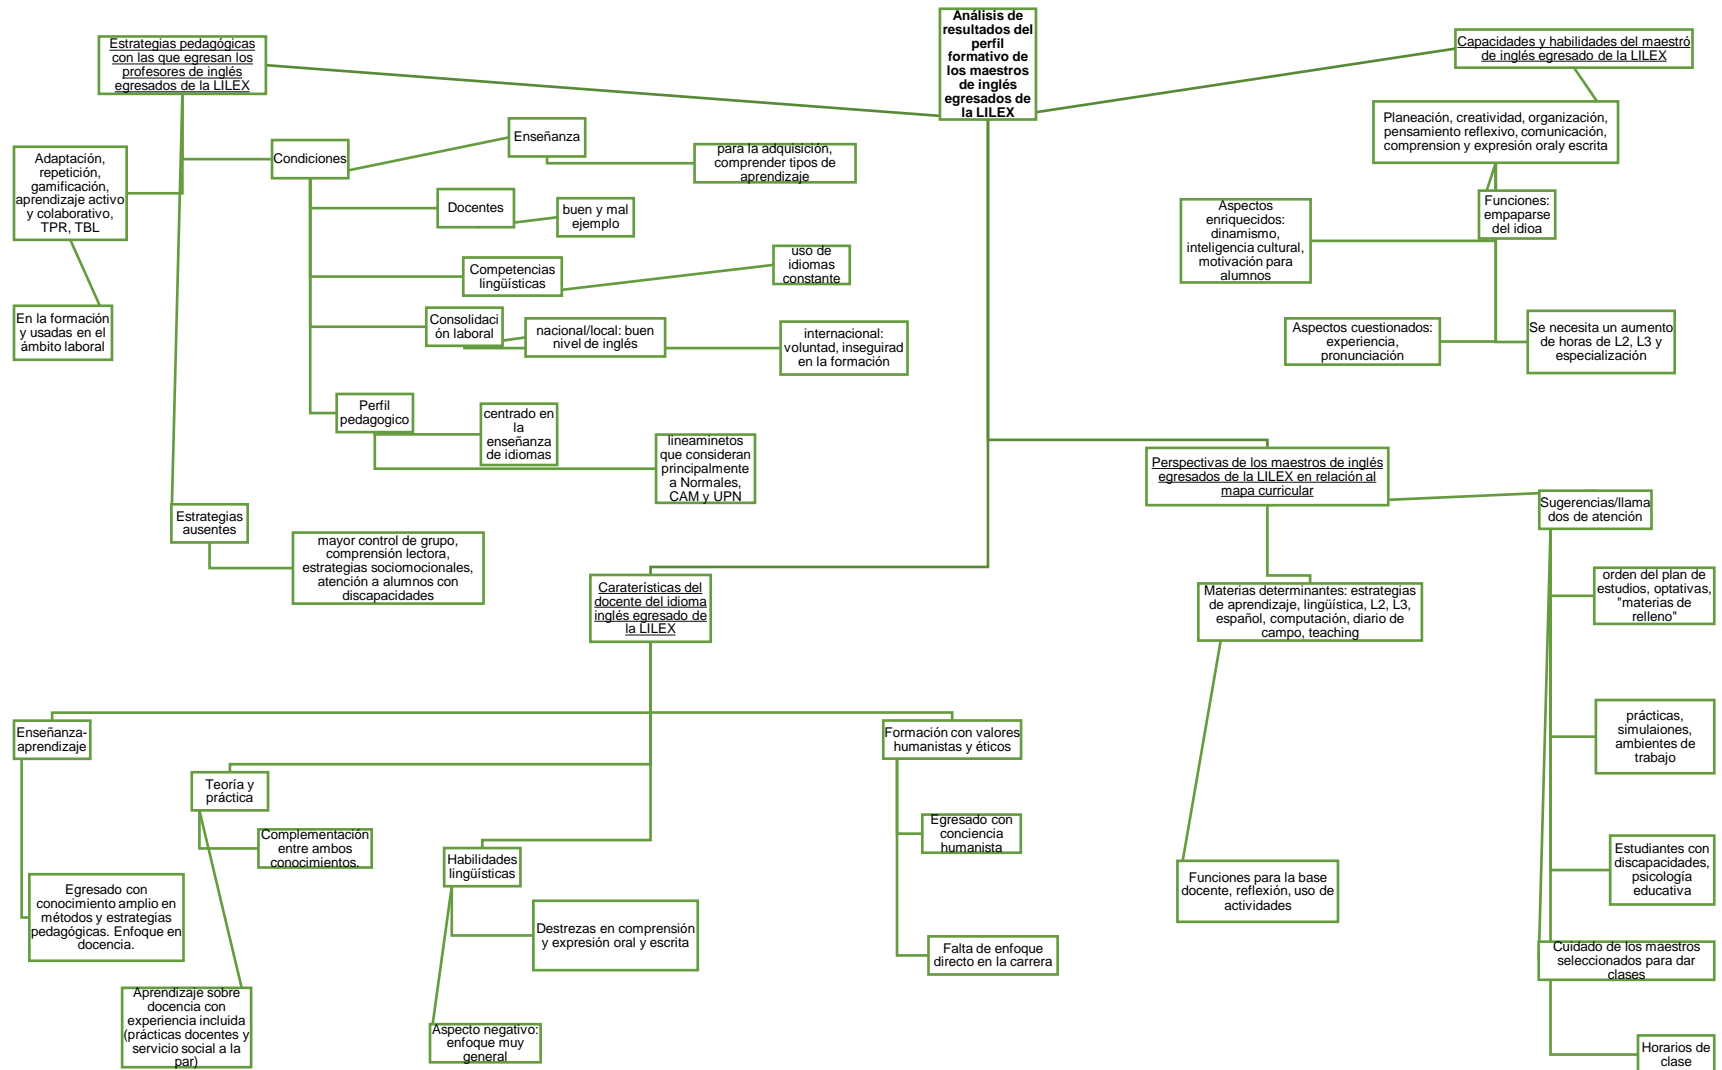 Análisis de
resultados del
perfil
formativo de
los maestros
de inglés
egresados de
la LILEX
Estrategias pedagógicas
con las que egresan los
profesores de inglés
egresados de la LILEX
Adaptación,
repetición,
gamificación,
aprendizaje activo
y colaborativo,
TPR, TBL
En la formación
y usadas en el
ámbito laboral
Condiciones
Enseñanza
para la adquisición,
comprender tipos de
aprendizaje
Docentes
buen y mal
ejemplo
Competencias
lingüísticas
uso de
idiomas
constante
Consolidaci
ón laboral
nacional/local: buen
nivel de inglés
internacional:
voluntad, inseguirad
en la formación
Perfil
pedagogico
centrado en
la
enseñanza
de idiomas
lineaminetos
que consideran
principalmente
a Normales,
CAM y UPN
Estrategias
ausentes
mayor control de grupo,
comprensión lectora,
estrategias sociomocionales,
atención a alumnos con
discapacidades
Capacidades y habilidades del maestró
de inglés egresado de la LILEX
Planeación, creatividad, organización,
pensamiento reflexivo, comunicación,
comprension y expresión oraly escrita
Funciones:
empaparse
del idioa
Aspectos
enriquecidos:
dinamismo,
inteligencia cultural,
motivación para
alumnos
Aspectos cuestionados:
experiencia,
pronunciación
Se necesita un aumento
de horas de L2, L3 y
especialización
Perspectivas de los maestros de inglés
egresados de la LILEX en relación al
mapa curricular
Materias determinantes: estrategias
de aprendizaje, lingüística, L2, L3,
español, computación, diario de
campo, teaching
Funciones para la base
docente, reflexión, uso de
actividades
Sugerencias/llama
dos de atención
orden del plan de
estudios, optativas,
"materias de
relleno"
prácticas,
simulaiones,
ambientes de
trabajo
Estudiantes con
discapacidades,
psicología
educativa
Cuidado de los maestros
seleccionados para dar
clases
Horarios de
clase
Caraterísticas del
docente del idioma
inglés egresado de
la LILEX
Enseñanza-
aprendizaje
Egresado con
conocimiento amplio en
métodos y estrategias
pedagógicas. Enfoque en
docencia.
Teoría y
práctica
Complementación
entre ambos
conocimientos.
Aprendizaje sobre
docencia con
experiencia incluida
(prácticas docentes y
servicio social a la
par)
Habilidades
lingüísticas
Destrezas en comprensión
y expresión oral y escrita
Aspecto negativo:
enfoque muy
general
Formación con valores
humanistas y éticos
Egresado con
conciencia
humanista
Falta de enfoque
directo en la carrera